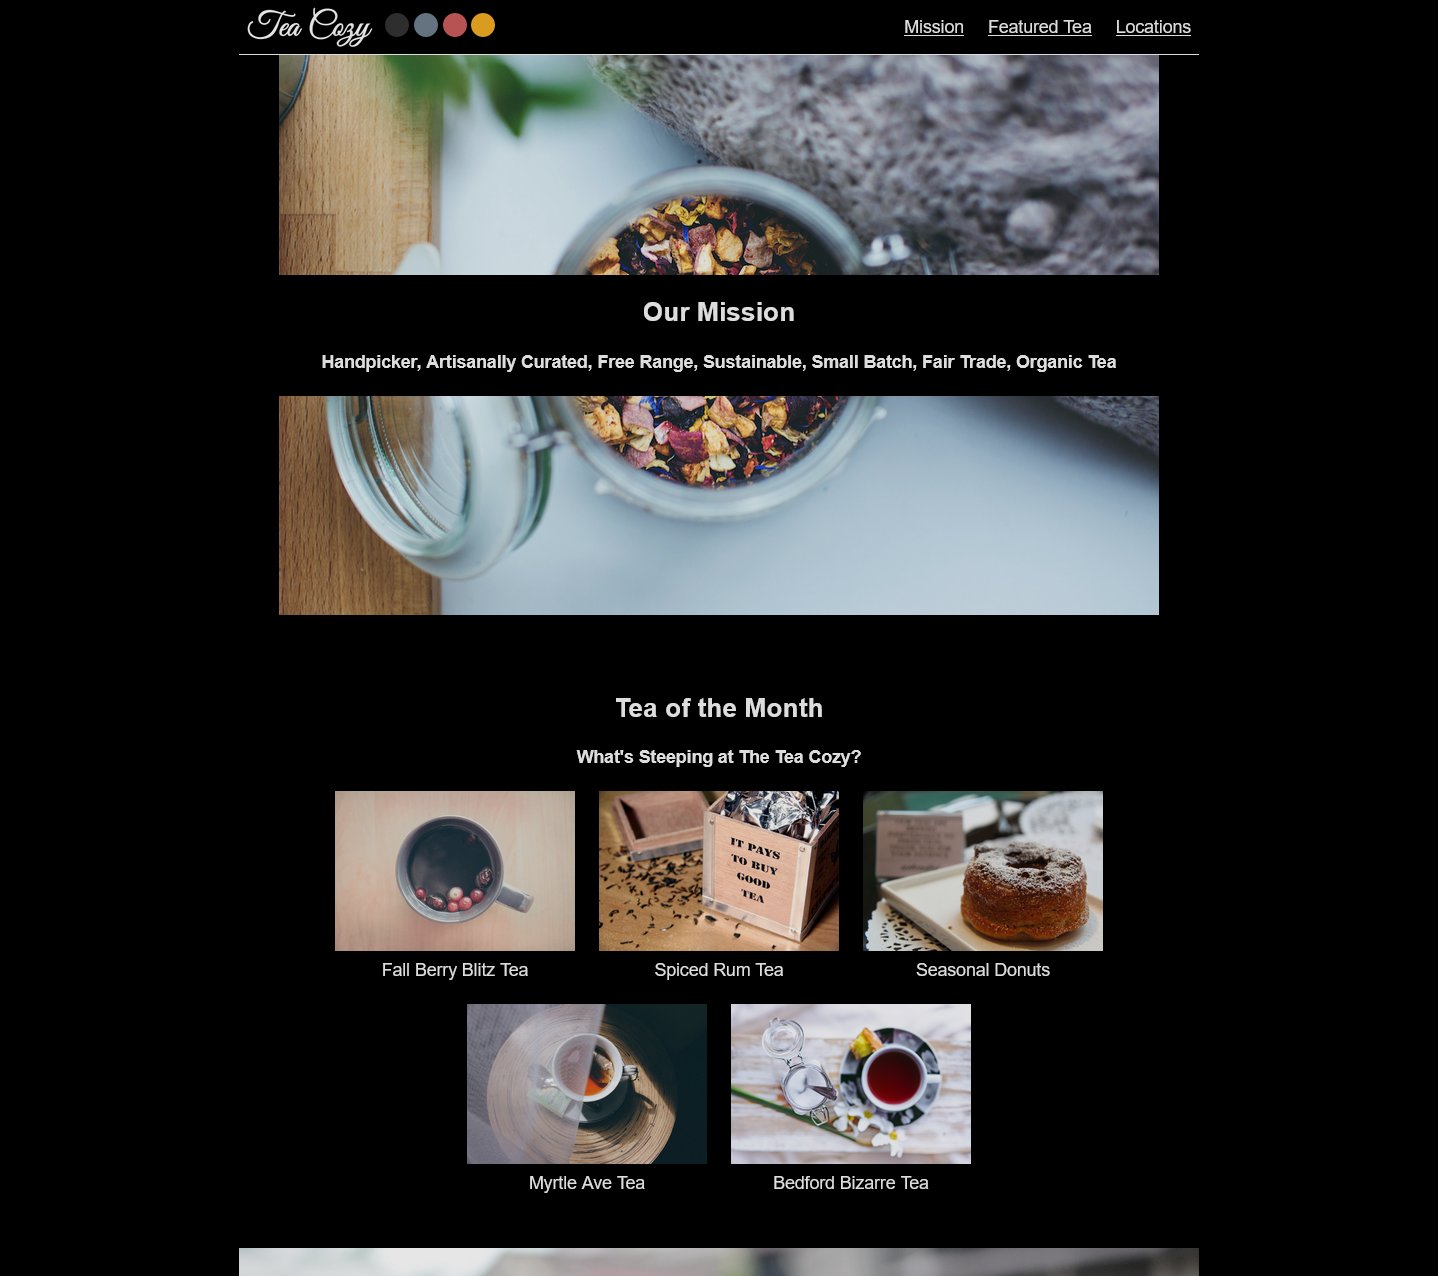 Tea Cozy
Mission Featured Tea Locations
Our Mission
Handpicker, Artisanally Curated, Free Range, Sustainable, Small Batch, Fair Trade, Organic Tea
Tea of the Month
What's Steeping at The Tea Cozy?
IT PAYS
TO BUY
GOOD
TEA
Fall Berry Blitz Tea
Spiced Rum Tea
Seasonal Donuts
Myrtle Ave Tea
Bedford Bizarre Tea